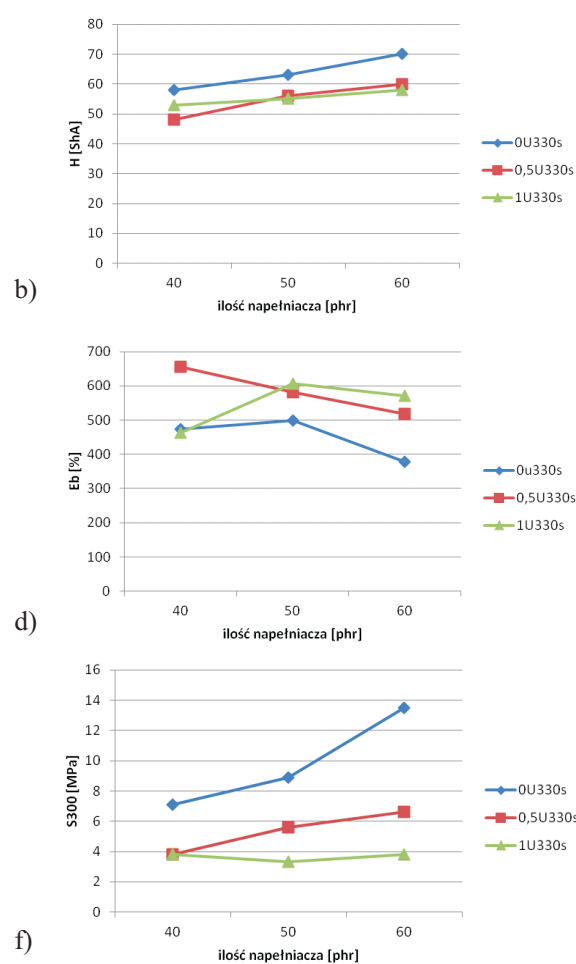 80
70
60
50
40
30
20
10
0
H [ShA]
40 50 60
ilość napełniacza [phr]
0U330s
0,5U330s
1U330s
b)
700
600
500
400
300
200
100
0
Eb [%]
40 50 60
ilość napełniacza [phr]
0u330s
0,5U330s
1U330s
d)
16
14
12
10
8
6
4
2
0
S300 [MPa]
40 50 60
ilość napełniacza [phr]
0U330s
0,5U330s
1U330s
f)